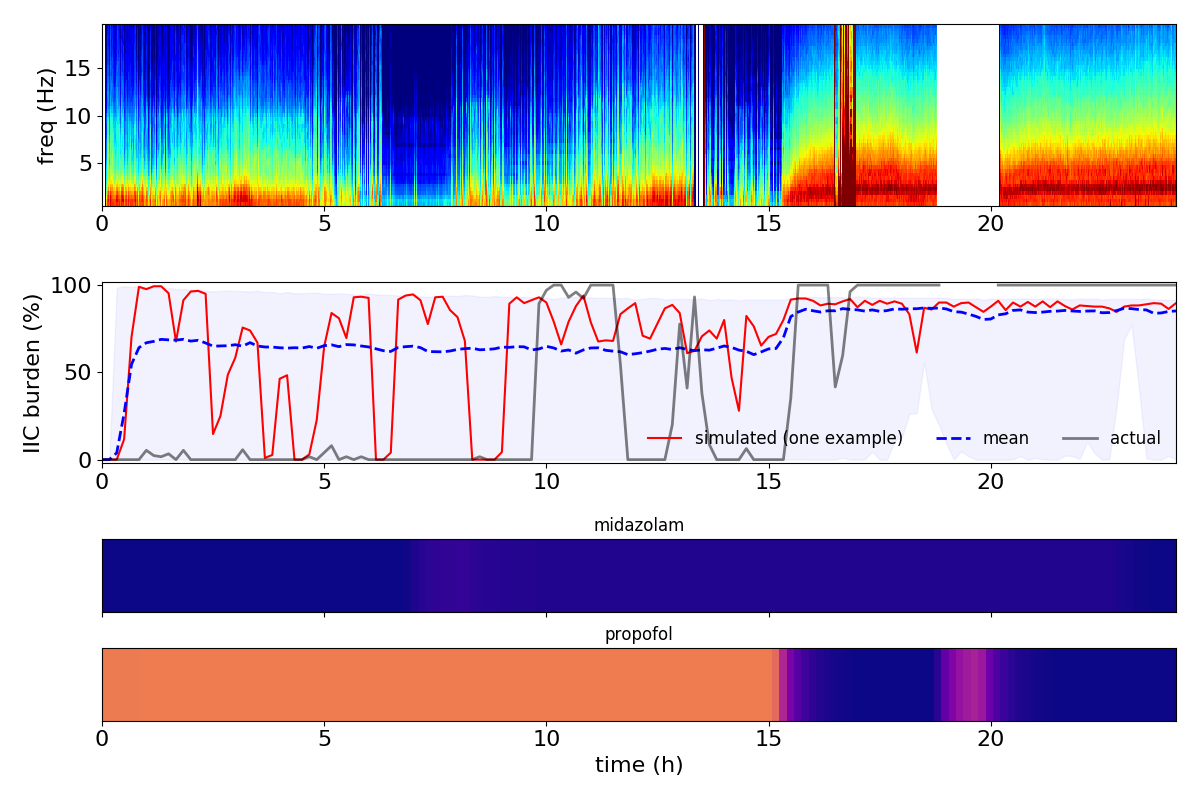 freq (Hz)
15
10
5
0 5 10 15 20
IIC burden (%)
100
50
0
simulated (one example) mean actual
0 5 10 15 20
midazolam
propofol
0 5 10 15 20
time (h)